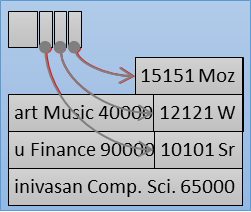 15151 Moz
art Music 40000 12121 W
u Finance 90000 10101 Sr
inivasan Comp. Sci. 65000